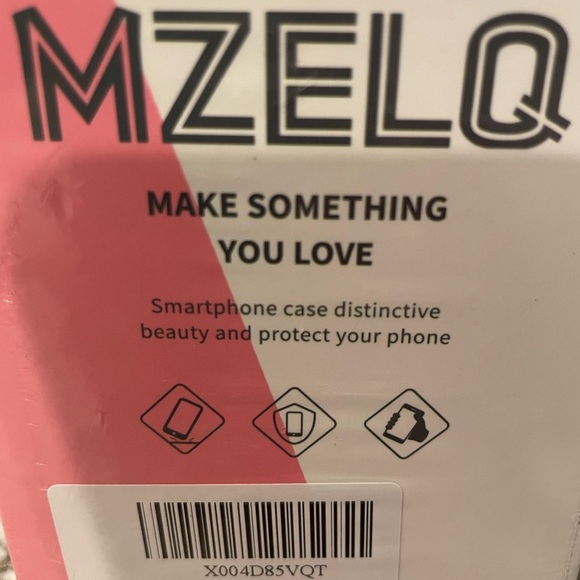 MZELQ
MAKE SOMETHING
YOU LOVE
Smartphone case distinctive
beauty and protect your phone
X004D85VQT